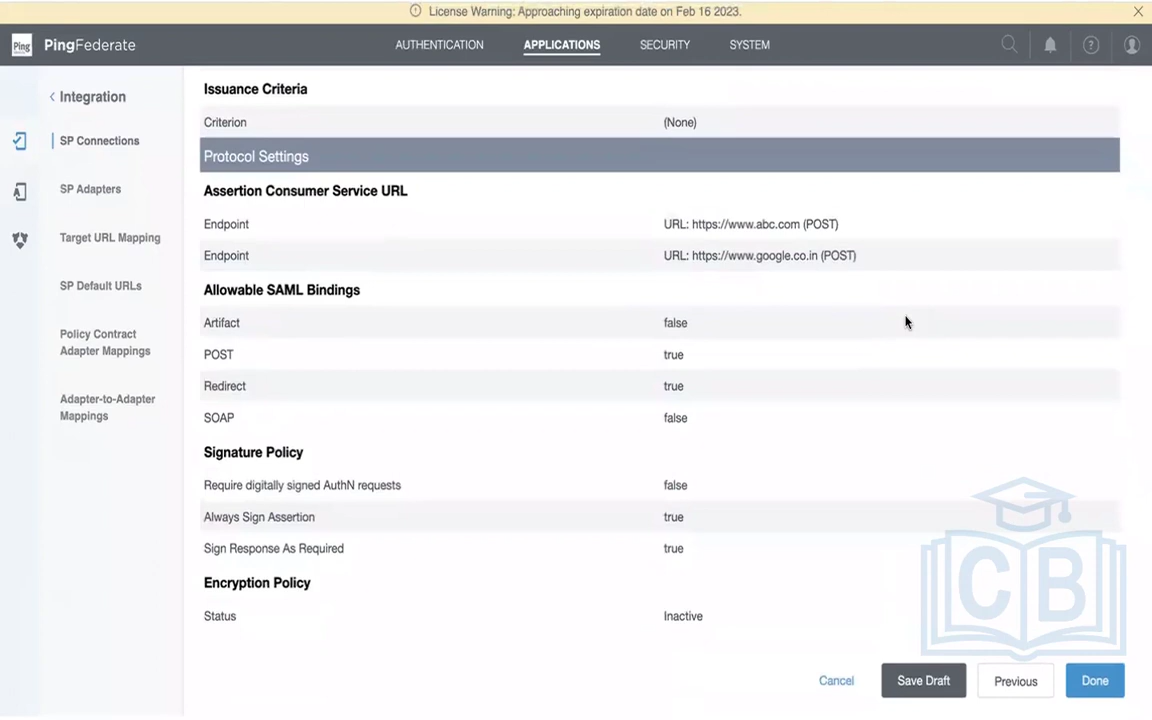 License Warning: Approaching expiration date on Feb 16 2023.
Ping
PingFederate
AUTHENTICATION
APPLICATIONS
SECURITY
SYSTEM
Integration
SP Connections
SP Adapters
Target URL Mapping
SP Default URLs
Policy Contract
Adapter Mappings
Adapter-to-Adapter
Mappings
Issuance Criteria
Criterion (None)
Protocol Settings
Assertion Consumer Service URL
Endpoint URL: https://www.abc.com (POST)
Endpoint URL: https://www.google.co.in (POST)
Allowable SAML Bindings
Artifact false
POST true
Redirect true
SOAP false
Signature Policy
Require digitally signed AuthN requests false
Always Sign Assertion true
Sign Response As Required true
Encryption Policy
Status Inactive
CB
Cancel
Save Draft
Previous
Done